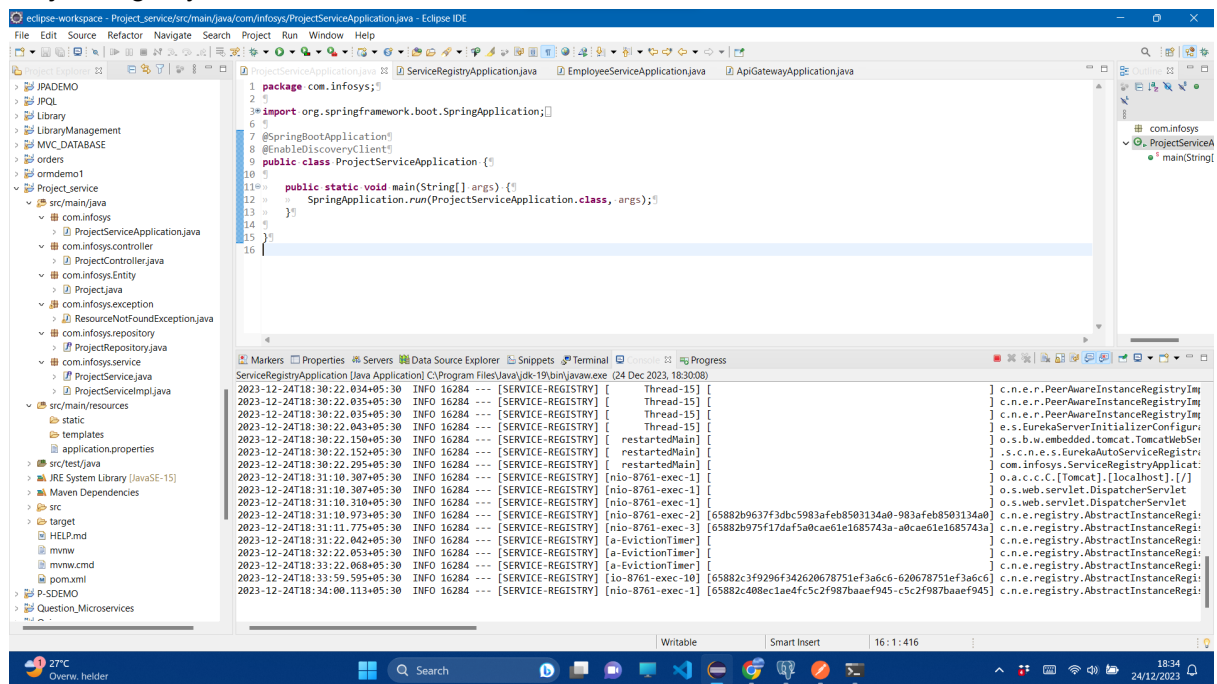 eclipse-workspace - Project_service/src/main/java/com/infosys/ProjectServiceApplication.java - Eclipse IDE
File Edit Source Refactor Navigate Search Project Run Window Help
Project Explorer
JPADEMO
JPQL
Library
LibraryManagement
MVC_DATABASE
orders
ormdemo1
Project_service
src/main/java
com.infosys
ProjectServiceApplication.java
com.infosys.controller
ProjectController.java
com.infosys.Entity
Project.java
com.infosys.exception
ResourceNotFoundException.java
com.infosys.repository
ProjectRepository.java
com.infosys.service
ProjectService.java
ProjectServiceImpl.java
src/main/resources
static
templates
application.properties
src/test/java
JRE System Library [JavaSE-15]
Maven Dependencies
src
target
HELP.md
mvnw
mvnw.cmd
pom.xml
P-SDEMO
Question_Microservices
ProjectServiceApplication.java ServiceRegistryApplication.java EmployeeServiceApplication.java ApiGatewayApplication.java
1 package com.infosys;
2
3 import org.springframework.boot.SpringApplication;
6
7 @SpringBootApplication
8 @EnableDiscoveryClient
9 public class ProjectServiceApplication {
10
11 public static void main(String[] args) {
12 SpringApplication.run(ProjectServiceApplication.class, args);
13 }
14
15 }
16
Outline
com.infosys
ProjectServiceA
main(String[
Markers Properties Servers Data Source Explorer Snippets Terminal Console Progress
ServiceRegistryApplication [Java Application] C:\Program Files\Java\jdk-19\bin\javaw.exe (24 Dec 2023, 18:30:08)
2023-12-24T18:30:22.034+05:30 INFO 16284 --- [SERVICE-REGISTRY] [ Thread-15] [ ] c.n.e.r.PeerAwareInstanceRegistryImp
2023-12-24T18:30:22.035+05:30 INFO 16284 --- [SERVICE-REGISTRY] [ Thread-15] [ ] c.n.e.r.PeerAwareInstanceRegistryImp
2023-12-24T18:30:22.035+05:30 INFO 16284 --- [SERVICE-REGISTRY] [ Thread-15] [ ] c.n.e.r.PeerAwareInstanceRegistryImp
2023-12-24T18:30:22.043+05:30 INFO 16284 --- [SERVICE-REGISTRY] [ Thread-15] [ ] e.s.EurekaServerInitializerConfigura
2023-12-24T18:30:22.150+05:30 INFO 16284 --- [SERVICE-REGISTRY] [ restartedMain] [ ] o.s.b.w.embedded.tomcat.TomcatWebSer
2023-12-24T18:30:22.152+05:30 INFO 16284 --- [SERVICE-REGISTRY] [ restartedMain] [ ] .s.c.n.e.s.EurekaAutoServiceRegistra
2023-12-24T18:30:22.295+05:30 INFO 16284 --- [SERVICE-REGISTRY] [ restartedMain] [ ] com.infosys.ServiceRegistryApplicati
2023-12-24T18:31:10.307+05:30 INFO 16284 --- [SERVICE-REGISTRY] [nio-8761-exec-1] [ ] o.a.c.c.C.[Tomcat].[localhost].[/]
2023-12-24T18:31:10.307+05:30 INFO 16284 --- [SERVICE-REGISTRY] [nio-8761-exec-1] [ ] o.s.web.servlet.DispatcherServlet
2023-12-24T18:31:10.310+05:30 INFO 16284 --- [SERVICE-REGISTRY] [nio-8761-exec-1] [ ] o.s.web.servlet.DispatcherServlet
2023-12-24T18:31:10.973+05:30 INFO 16284 --- [SERVICE-REGISTRY] [nio-8761-exec-2] [65882b9637f3dbc5983afeb8503134a0-983afeb8503134a0] c.n.e.registry.AbstractInstanceRegis
2023-12-24T18:31:11.775+05:30 INFO 16284 --- [SERVICE-REGISTRY] [nio-8761-exec-3] [65882b975f17daf5a0cae61e1685743a-a0cae61e1685743a] c.n.e.registry.AbstractInstanceRegis
2023-12-24T18:31:22.042+05:30 INFO 16284 --- [SERVICE-REGISTRY] [a-EvictionTimer] [ ] c.n.e.registry.AbstractInstanceRegis
2023-12-24T18:32:22.053+05:30 INFO 16284 --- [SERVICE-REGISTRY] [a-EvictionTimer] [ ] c.n.e.registry.AbstractInstanceRegis
2023-12-24T18:33:22.068+05:30 INFO 16284 --- [SERVICE-REGISTRY] [a-EvictionTimer] [ ] c.n.e.registry.AbstractInstanceRegis
2023-12-24T18:33:59.595+05:30 INFO 16284 --- [SERVICE-REGISTRY] [io-8761-exec-10] [65882c3f9296f342620678751ef3a6c6-620678751ef3a6c6] c.n.e.registry.AbstractInstanceRegis
2023-12-24T18:34:00.113+05:30 INFO 16284 --- [SERVICE-REGISTRY] [nio-8761-exec-1] [65882c408ec1ae4fc5c2f987baaef945-c5c2f987baaef945] c.n.e.registry.AbstractInstanceRegis
Writable Smart Insert 16 : 1 : 416
1
27°C
Overw. helder
Search
18:34
24/12/2023